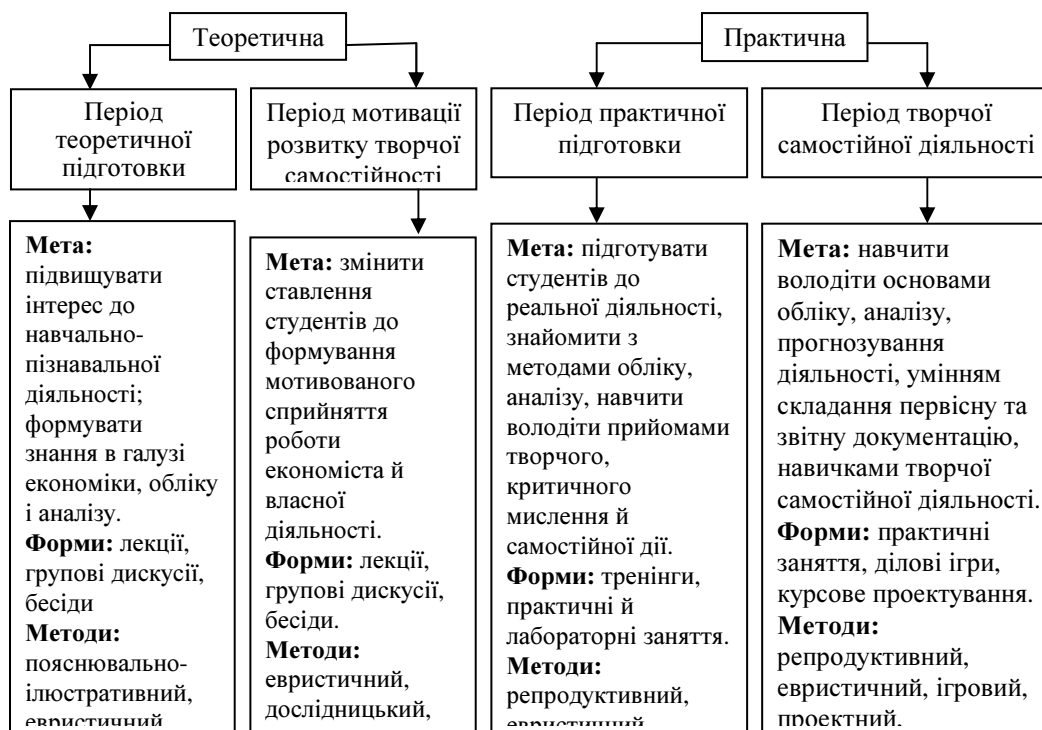 Теоретична
Практична
Період
теоретичної
підготовки
Період мотивації
розвитку творчої
самостійності
Період практичної
підготовки
Період творчої
самостійної діяльності
Мета:
підвищувати
інтерес до
навчально-
пізнавальної
діяльності;
формувати
знання в галузі
економіки, обліку
і аналізу.
Форми: лекції,
групові дискусії,
бесіди
Методи:
пояснювально-
ілюстративний,
евристичний
Мета: змінити
ставлення
студентів до
формування
мотивованого
сприйняття
роботи
економіста й
власної
діяльності.
Форми: лекції,
групові дискусії,
бесіди.
Методи:
евристичний,
дослідницький,
Мета: підготувати
студентів до
реальної діяльності,
знайомити з
методами обліку,
аналізу, навчити
володіти прийомами
творчого,
критичного
мислення й
самостійної дії.
Форми: тренінги,
практичні й
лабораторні заняття.
Методи:
репродуктивний,
евристичний
Мета: навчити
володіти основами
обліку, аналізу,
прогнозування
діяльності, умінням
складання первісну та
звітну документацію,
навичками творчої
самостійної діяльності.
Форми: практичні
заняття, ділові ігри,
курсове проектування.
Методи:
репродуктивний,
евристичний, ігровий,
проектний.